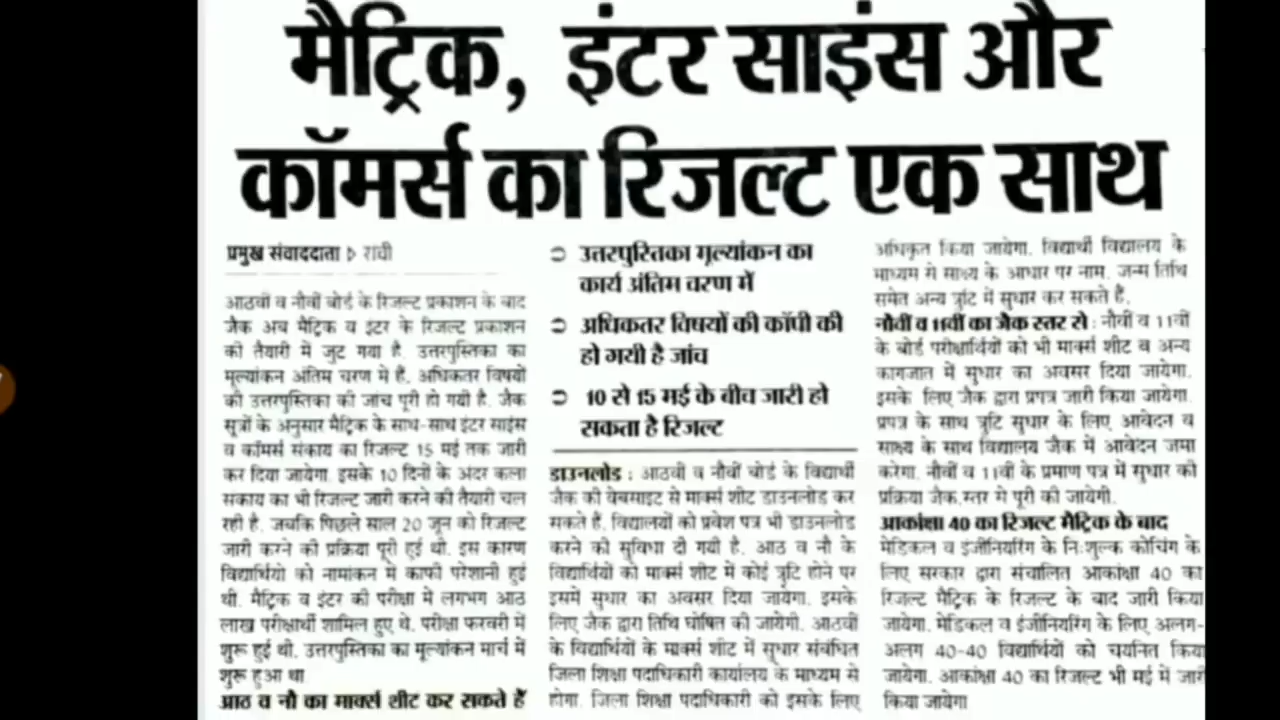 मैट्रिक, इंटर साइंस और
कॉमर्स का रिजल्ट एक साथ
प्रमुख संवाददाता ▷ रांची
आठवीं व नौवीं बोर्ड के रिजल्ट प्रकाशन के बाद
जैक अब मैट्रिक व इंटर के रिजल्ट प्रकाशन
की तैयारी में जुट गया है. उत्तरपुस्तिका का
मूल्यांकन अंतिम चरण में है. अधिकतर विषयों
की उत्तरपुस्तिका की जांच पूरी हो गयी है. जैक
सूत्रों के अनुसार मैट्रिक के साथ-साथ इंटर साइंस
व कॉमर्स संकाय का रिजल्ट 15 मई तक जारी
कर दिया जायेगा. इसके 10 दिनों के अंदर कला
संकाय का भी रिजल्ट जारी करने की तैयारी चल
रही है. जबकि पिछले साल 20 जून को रिजल्ट
जारी करने की प्रक्रिया पूरी हुई थी. इस कारण
विद्यार्थियों को नामांकन में काफी परेशानी हुई
थी. मैट्रिक व इंटर की परीक्षा में लगभग आठ
लाख परीक्षार्थी शामिल हुए थे. परीक्षा फरवरी में
शुरू हुई थी. उत्तरपुस्तिका का मूल्यांकन मार्च में
शुरू हुआ था
आठ व नौ का मार्क्स शीट कर सकते हैं
➲ उत्तरपुस्तिका मूल्यांकन का
कार्य अंतिम चरण में
➲ अधिकतर विषयों की कॉपी की
हो गयी है जांच
➲ 10 से 15 मई के बीच जारी हो
सकता है रिजल्ट
डाउनलोड : आठवीं व नौवीं बोर्ड के विद्यार्थी
जैक की वेबसाइट से मार्क्स शीट डाउनलोड कर
सकते हैं. विद्यालयों को प्रवेश पत्र भी डाउनलोड
करने की सुविधा दी गयी है. आठ व नौ के
विद्यार्थियों को मार्क्स शीट में कोई त्रुटि होने पर
इसमें सुधार का अवसर दिया जायेगा. इसके
लिए जैक द्वारा तिथि घोषित की जायेगी. आठवीं
के विद्यार्थियों के मार्क्स शीट में सुधार संबंधित
जिला शिक्षा पदाधिकारी कार्यालय के माध्यम से
होगा. जिला शिक्षा पदाधिकारी को इसके लिए
अधिकृत किया जायेगा. विद्यार्थी विद्यालय के
माध्यम से साक्ष्य के आधार पर नाम, जन्म तिथि
समेत अन्य त्रुटि में सुधार कर सकते हैं.
नौवीं व 11वीं का जैक स्तर से : नौवीं व 11वीं
के बोर्ड परीक्षार्थियों को भी मार्क्स शीट व अन्य
कागजात में सुधार का अवसर दिया जायेगा.
इसके लिए जैक द्वारा प्रपत्र जारी किया जायेगा.
प्रपत्र के साथ त्रुटि सुधार के लिए आवेदन व
साक्ष्य के साथ विद्यालय जैक में आवेदन जमा
करेगा. नौवीं व 11वीं के प्रमाण पत्र में सुधार की
प्रक्रिया जैक स्तर से पूरी की जायेगी.
आकांक्षा 40 का रिजल्ट मैट्रिक के बाद
मेडिकल व इंजीनियरिंग के नि:शुल्क कोचिंग के
लिए सरकार द्वारा संचालित आकांक्षा 40 का
रिजल्ट मैट्रिक के रिजल्ट के बाद जारी किया
जायेगा. मेडिकल व इंजीनियरिंग के लिए अलग-
अलग 40-40 विद्यार्थियों को चयनित किया
जायेगा. आकांक्षा 40 का रिजल्ट भी मई में जारी
किया जायेगा